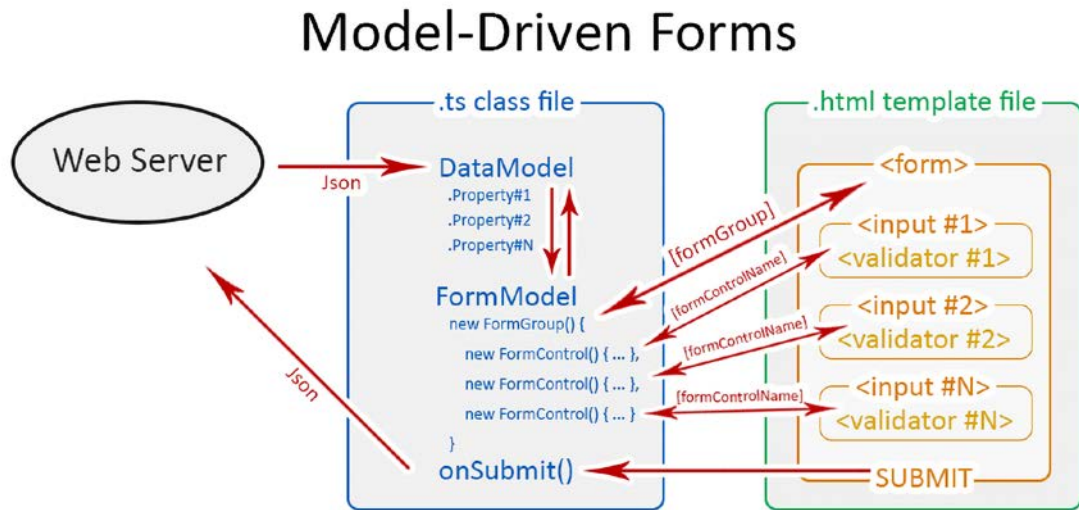 Model-Driven Forms
Web Server
Json
Json
.ts class file
DataModel
.Property#1
.Property#2
.Property#N
FormModel
new FormGroup() {
new FormControl() { ... },
new FormControl() { ... },
new FormControl() { ... }
}
onSubmit()
[formGroup]
[formControlName]
[formControlName]
[formControlName]
.html template file
<form>
<input #1>
<validator #1>
<input #2>
<validator #2>
<input #N>
<validator #N>
SUBMIT